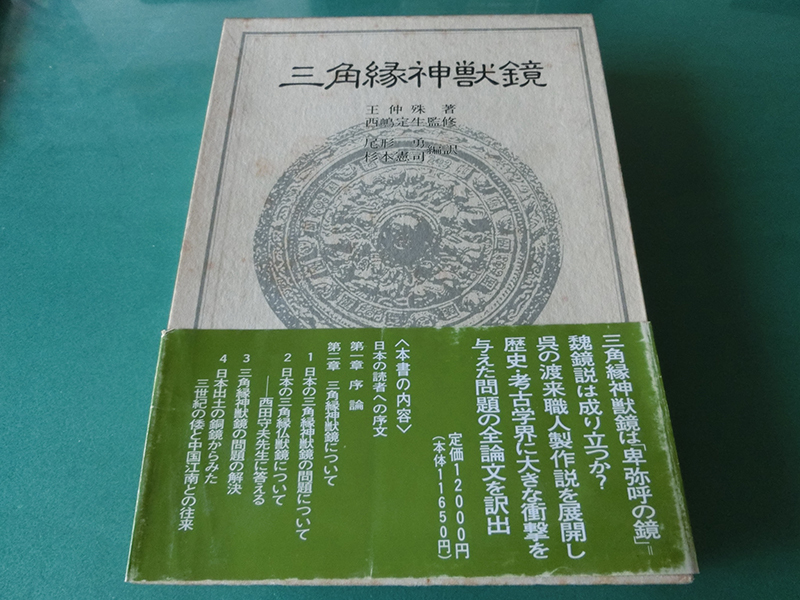 三角縁神獣鏡
王仲殊 著
西嶋定生監修
尾形 勇
杉本憲司
編訳
三角縁神獣鏡は「卑弥呼の鏡」=
魏鏡説は成り立つか?
呉の渡来職人製作説を展開し
歴史・考古学界に大きな衝撃を
与えた問題の全論文を訳出
定価12000円
(本体11650円)
〈本書の内容〉
日本の読者への序文
第一章 序 論
第二章 三角縁神獣鏡について
1 日本の三角縁神獣鏡の問題について
2 日本の三角縁仏獣鏡について
――西田守夫先生に答える
3 三角縁神獣鏡の問題の解決
4 日本出土の銅鏡からみた
三世紀の倭と中国江南との往来